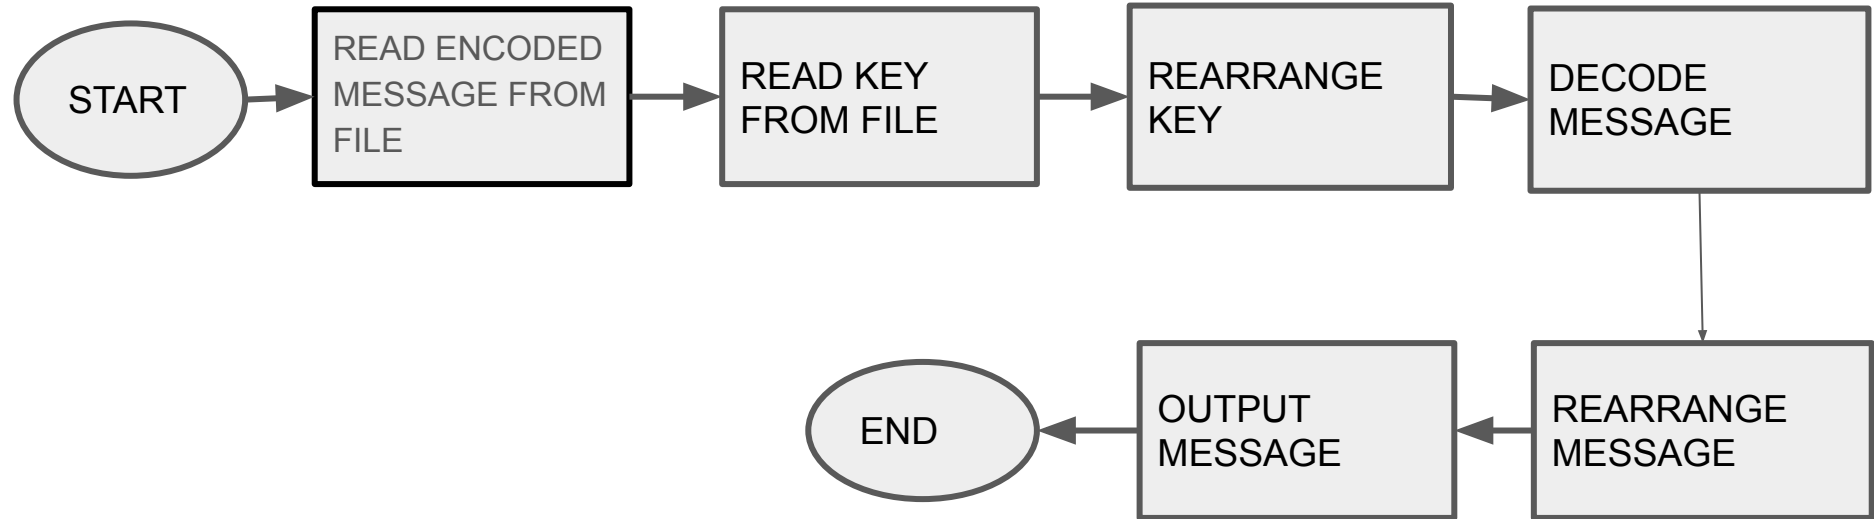 START
READ ENCODED
MESSAGE FROM
FILE
READ KEY
FROM FILE
REARRANGE
KEY
DECODE
MESSAGE
REARRANGE
MESSAGE
OUTPUT
MESSAGE
END